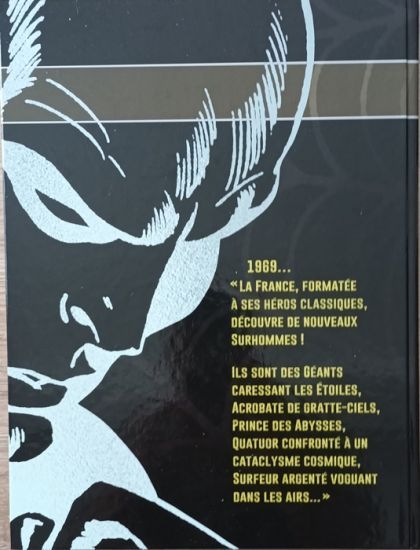 1969...
« La France, formatée
à ses héros classiques,
découvre de nouveaux
Surhommes !
Ils sont des Géants
caressant les Étoiles,
Acrobate de gratte-ciels,
Prince des Abysses,
Quatuor confronté à un
cataclysme cosmique,
Surfeur argenté voguant
dans les airs... »